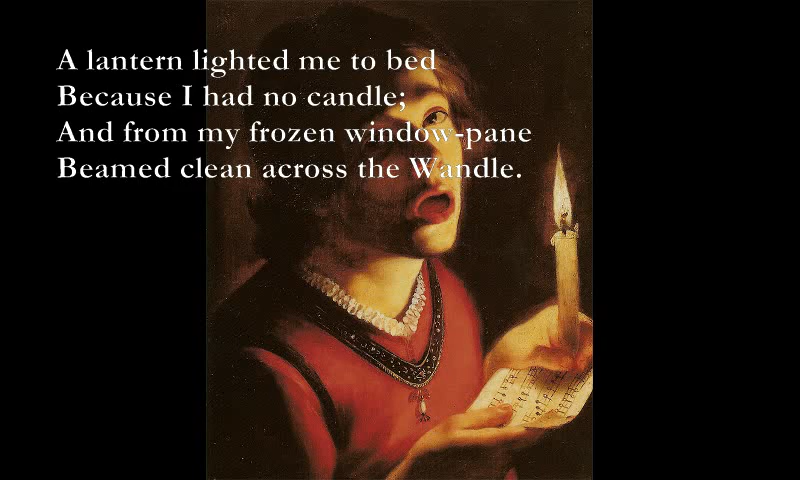 A lantern lighted me to bed
Because I had no candle;
And from my frozen window-pane
Beamed clean across the Wandle.